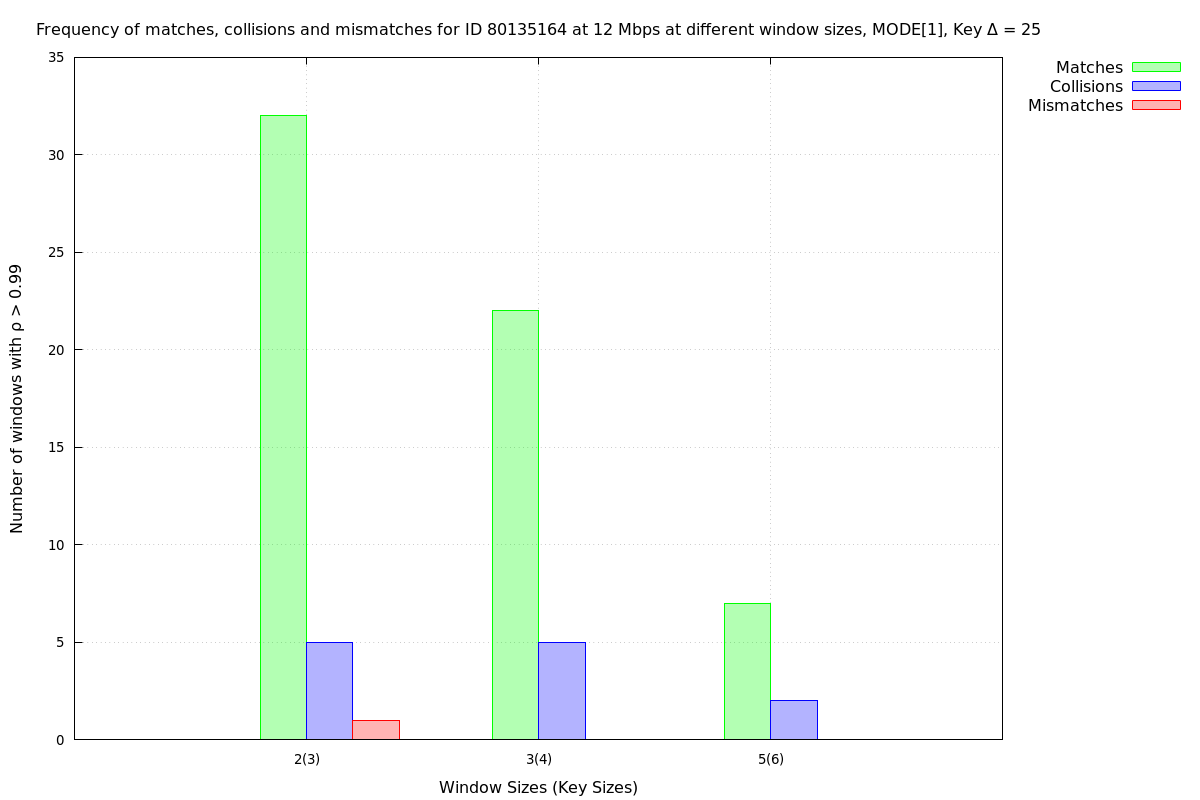 Frequency of matches, collisions and mismatches for ID 80135164 at 12 Mbps at different window sizes, MODE[1], Key Δ = 25
Matches
Collisions
Mismatches
Number of windows with ρ > 0.99
35
30
25
20
15
10
5
0
2(3) 3(4) 5(6)
Window Sizes (Key Sizes)